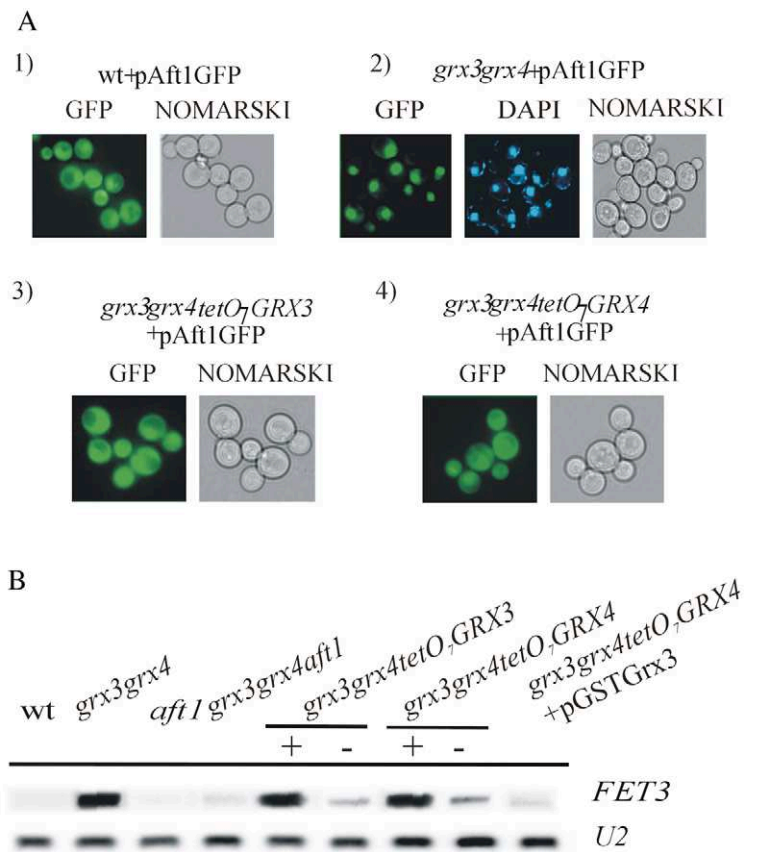 A
1) wt+pAft1GFP
GFP NOMARSKI
2) grx3grx4+pAft1GFP
GFP DAPI NOMARSKI
3) grx3grx4tetO7GRX3
+pAft1GFP
GFP NOMARSKI
4) grx3grx4tetO7GRX4
+pAft1GFP
GFP NOMARSKI
B
wt
grx3grx4
aft1
grx3grx4aft1
grx3grx4tetO7GRX3
grx3grx4tetO7GRX4
grx3grx4tetO7GRX4
+pGSTGrx3
+ - + -
FET3
U2